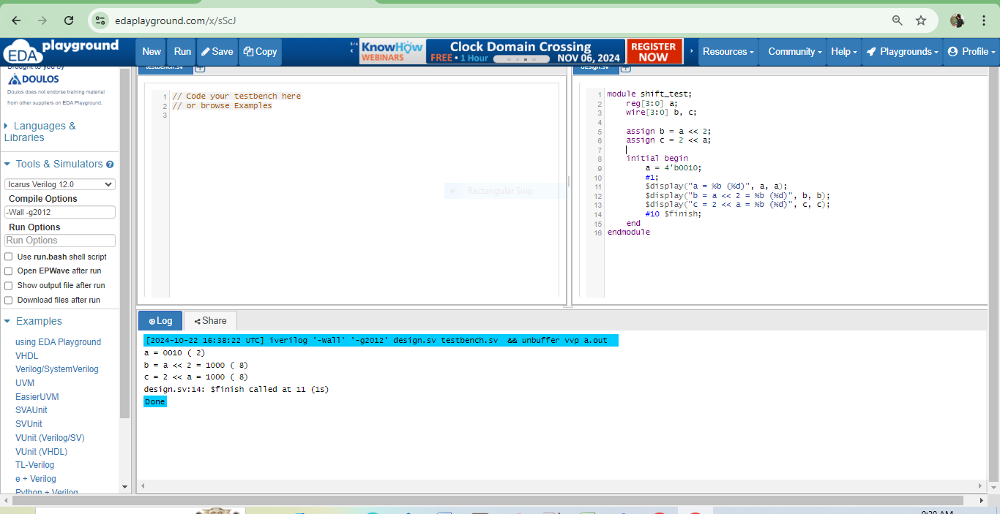 edaplayground.com/x/sScJ
EDA playground
New
Run
Save
Copy
3/4
KnowHow
WEBINARS
Clock Domain Crossing
FREE • 1 Hour
NOV 06, 2024
REGISTER
NOW
Resources
Community
Help
Playgrounds
Profile
Brought to you by
DOULOS
Doulos does not endorse training material
from other suppliers on EDA Playground.
Languages &
Libraries
Tools & Simulators
Icarus Verilog 12.0
Compile Options
-Wall -g2012
Run Options
Run Options
Use run.bash shell script
Open EPWave after run
Show output file after run
Download files after run
Examples
using EDA Playground
VHDL
Verilog/SystemVerilog
UVM
EasierUVM
SVAUnit
SVUnit
VUnit (Verilog/SV)
VUnit (VHDL)
TL-Verilog
e + Verilog
Python + Verilog
testbench.sv
1 // Code your testbench here
2 // or browse Examples
3
Rectangular Snip
design.sv
1 module shift_test;
2 reg[3:0] a;
3 wire[3:0] b, c;
4
5 assign b = a << 2;
6 assign c = 2 << a;
7
8 initial begin
9 a = 4'b0010;
10 #1;
11 $display("a = %b (%d)", a, a);
12 $display("b = a << 2 = %b (%d)", b, b);
13 $display("c = 2 << a = %b (%d)", c, c);
14 #10 $finish;
15 end
16 endmodule
Log
Share
[2024-10-22 16:38:22 UTC] iverilog '-Wall' '-g2012' design.sv testbench.sv && unbuffer vvp a.out
a = 0010 ( 2)
b = a << 2 = 1000 ( 8)
c = 2 << a = 1000 ( 8)
design.sv:14: $finish called at 11 (1s)
Done